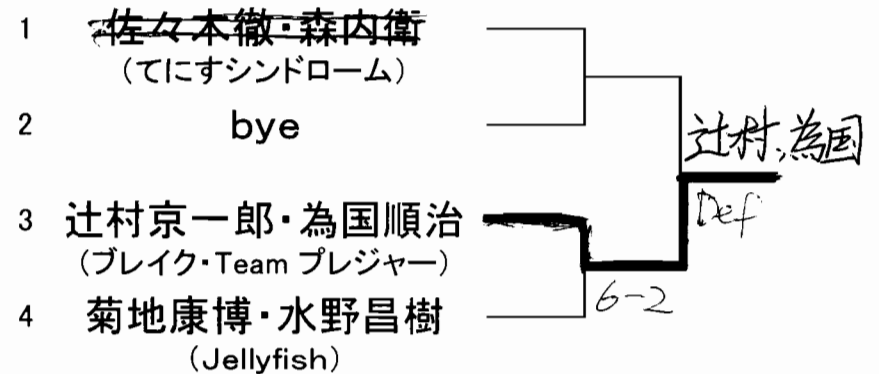 1 佐々木徹・森内衛
(てにすシンドローム)
2 bye
辻村、為国
3 辻村京一郎・為国順治
Def
(ブレイク・Team プレジャー)
6-2
4 菊地康博・水野昌樹
(Jellyfish)